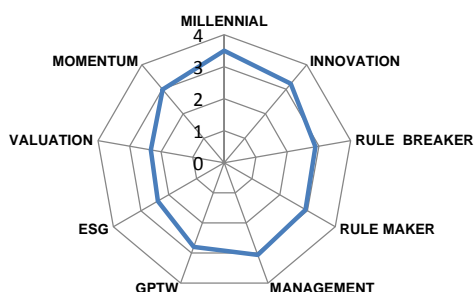 MILLENNIAL
4
MOMENTUM
INNOVATION
3
2
VALUATION
RULE  BREAKER
1
0
ESG
RULE MAKER
GPTW
MANAGEMENT